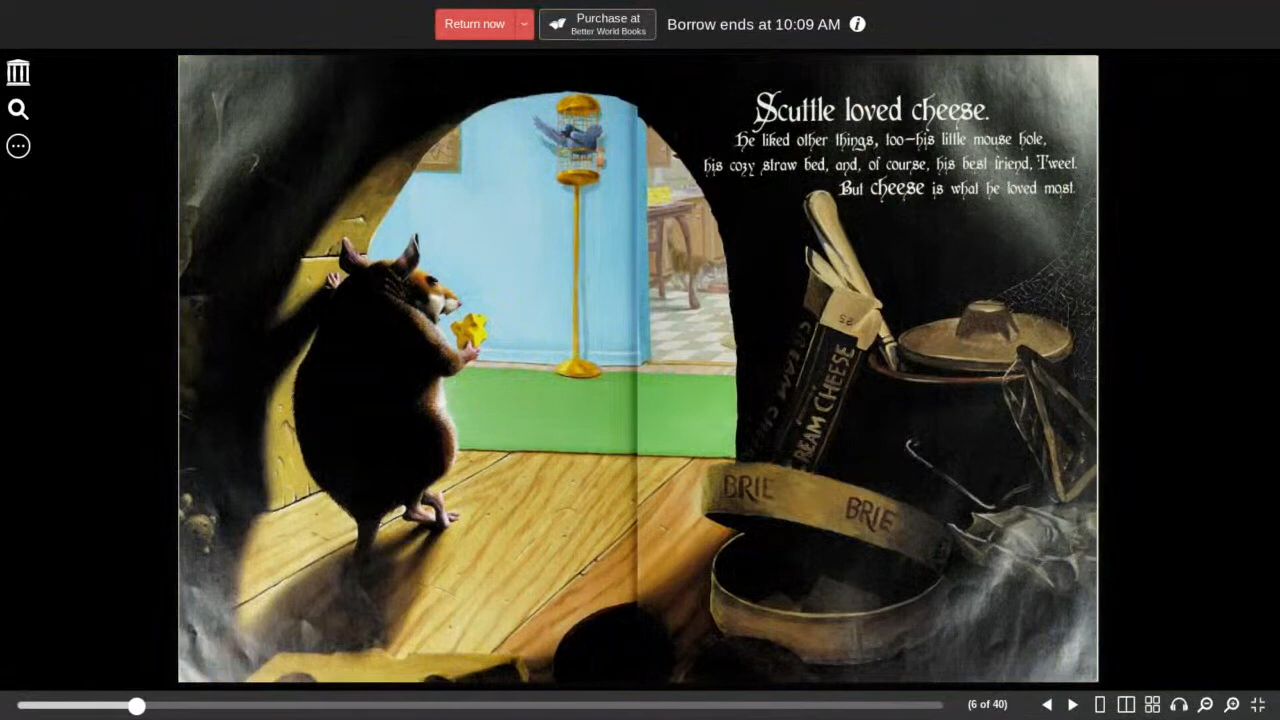 Return now
Purchase at
Better World Books
Borrow ends at 10:09 AM
Scuttle loved cheese.
He liked other things, too—his little mouse hole,
his cozy straw bed, and, of course, his best friend, Tweet.
But cheese is what he loved most.
CREAM CHEESE
BRIE
BRIE
(6 of 40)